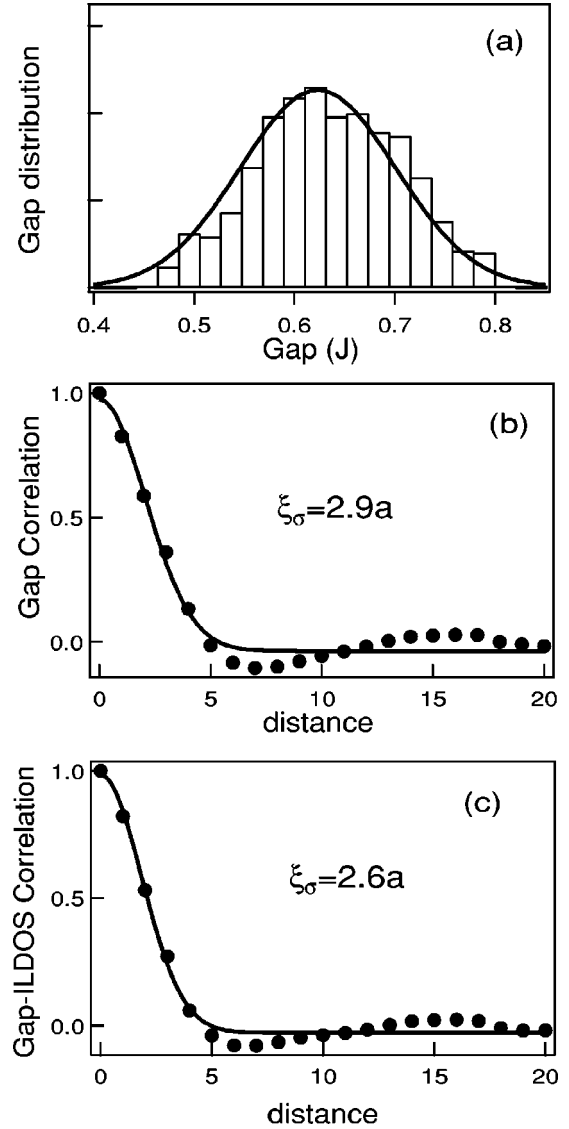 (a)
Gap distribution
0.4 0.5 0.6 0.7 0.8
Gap (J)
1.0
0.5
0.0
(b)
Gap Correlation
ξσ=2.9a
0 5 10 15 20
distance
1.0
0.5
0.0
(c)
Gap-ILDOS Correlation
ξσ=2.6a
0 5 10 15 20
distance